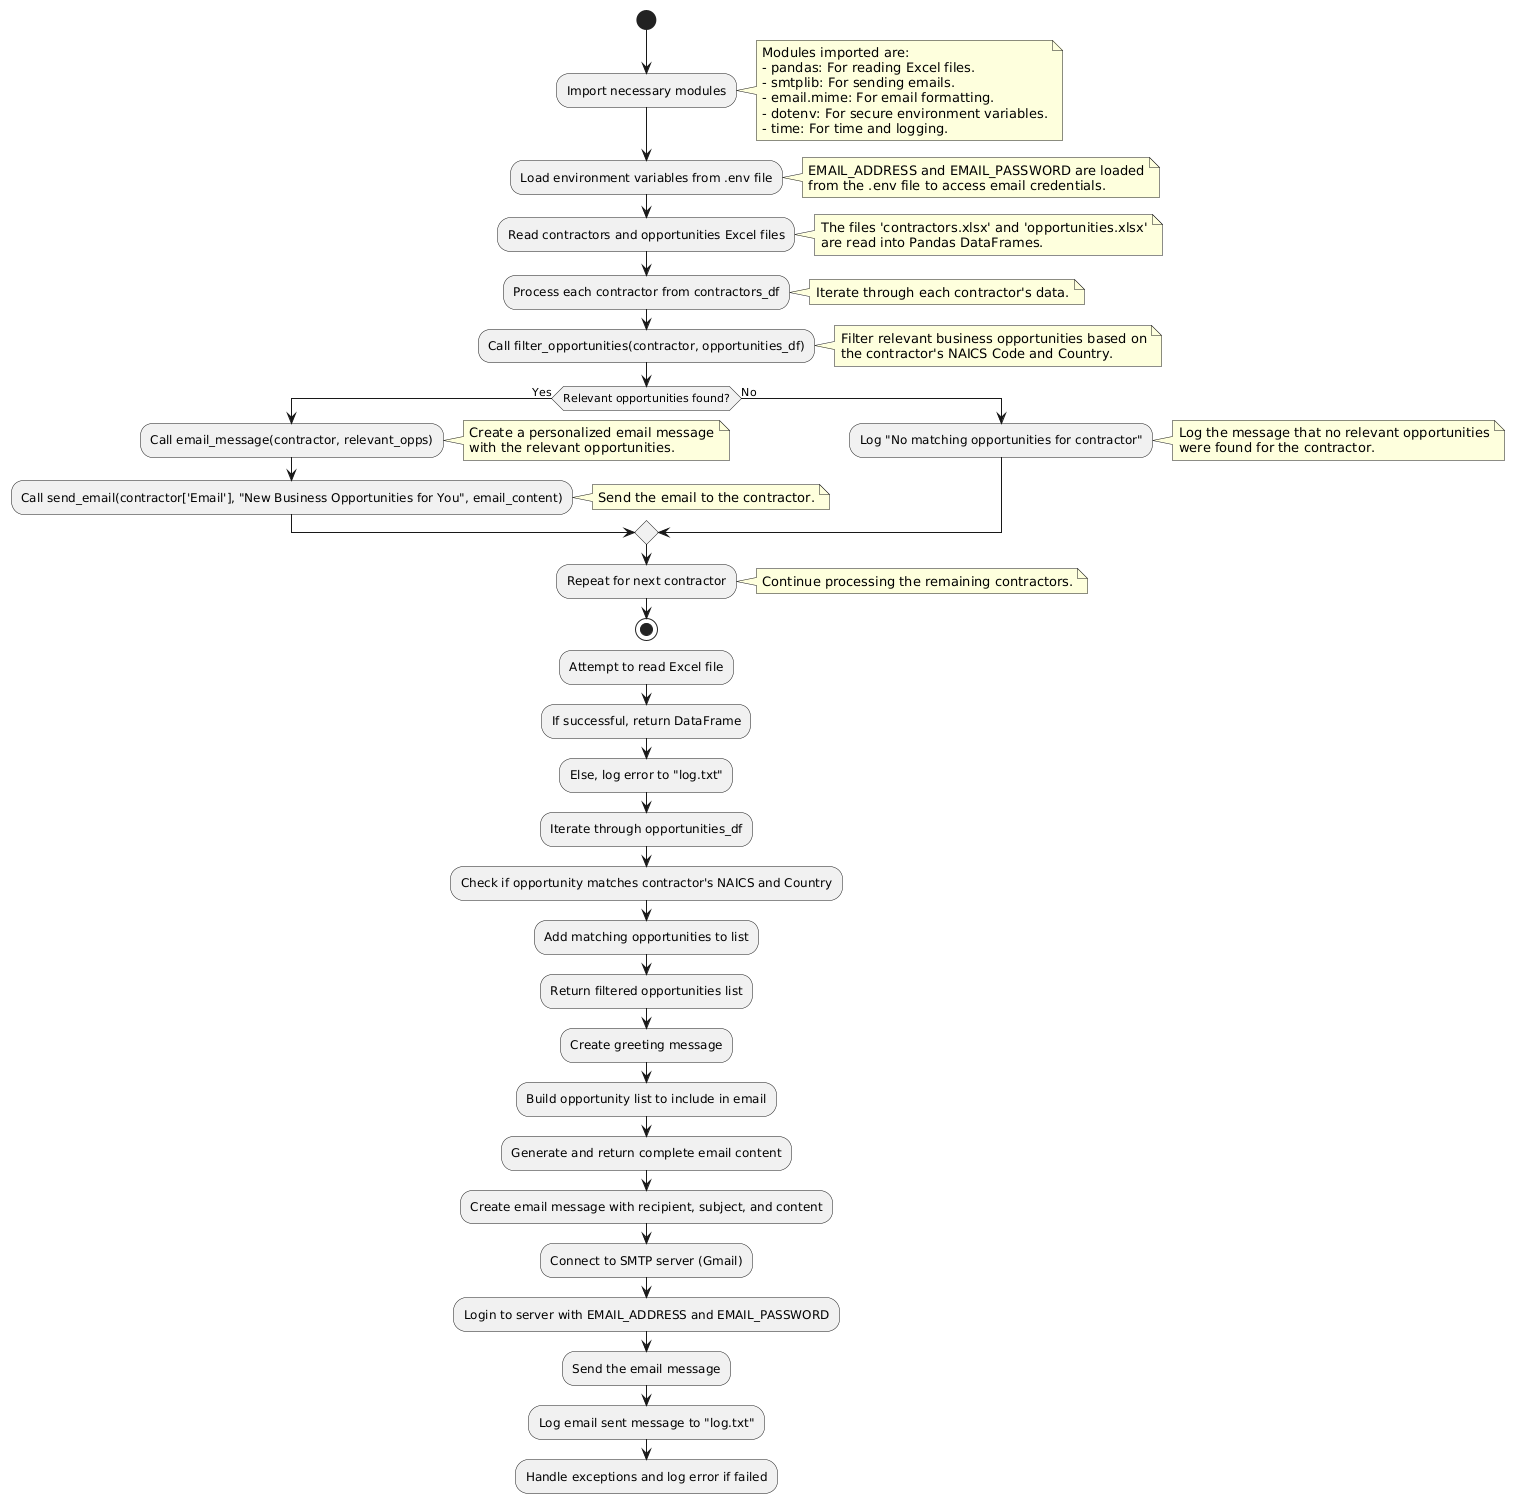 Import necessary modules
Modules imported are:
- pandas: For reading Excel files.
- smtplib: For sending emails.
- email.mime: For email formatting.
- dotenv: For secure environment variables.
- time: For time and logging.
Load environment variables from .env file
EMAIL_ADDRESS and EMAIL_PASSWORD are loaded
from the .env file to access email credentials.
Read contractors and opportunities Excel files
The files 'contractors.xlsx' and 'opportunities.xlsx'
are read into Pandas DataFrames.
Process each contractor from contractors_df
Iterate through each contractor's data.
Call filter_opportunities(contractor, opportunities_df)
Filter relevant business opportunities based on
the contractor's NAICS Code and Country.
Yes
Relevant opportunities found?
No
Call email_message(contractor, relevant_opps)
Create a personalized email message
with the relevant opportunities.
Log "No matching opportunities for contractor"
Log the message that no relevant opportunities
were found for the contractor.
Call send_email(contractor['Email'], "New Business Opportunities for You", email_content)
Send the email to the contractor.
Repeat for next contractor
Continue processing the remaining contractors.
Attempt to read Excel file
If successful, return DataFrame
Else, log error to "log.txt"
Iterate through opportunities_df
Check if opportunity matches contractor's NAICS and Country
Add matching opportunities to list
Return filtered opportunities list
Create greeting message
Build opportunity list to include in email
Generate and return complete email content
Create email message with recipient, subject, and content
Connect to SMTP server (Gmail)
Login to server with EMAIL_ADDRESS and EMAIL_PASSWORD
Send the email message
Log email sent message to "log.txt"
Handle exceptions and log error if failed